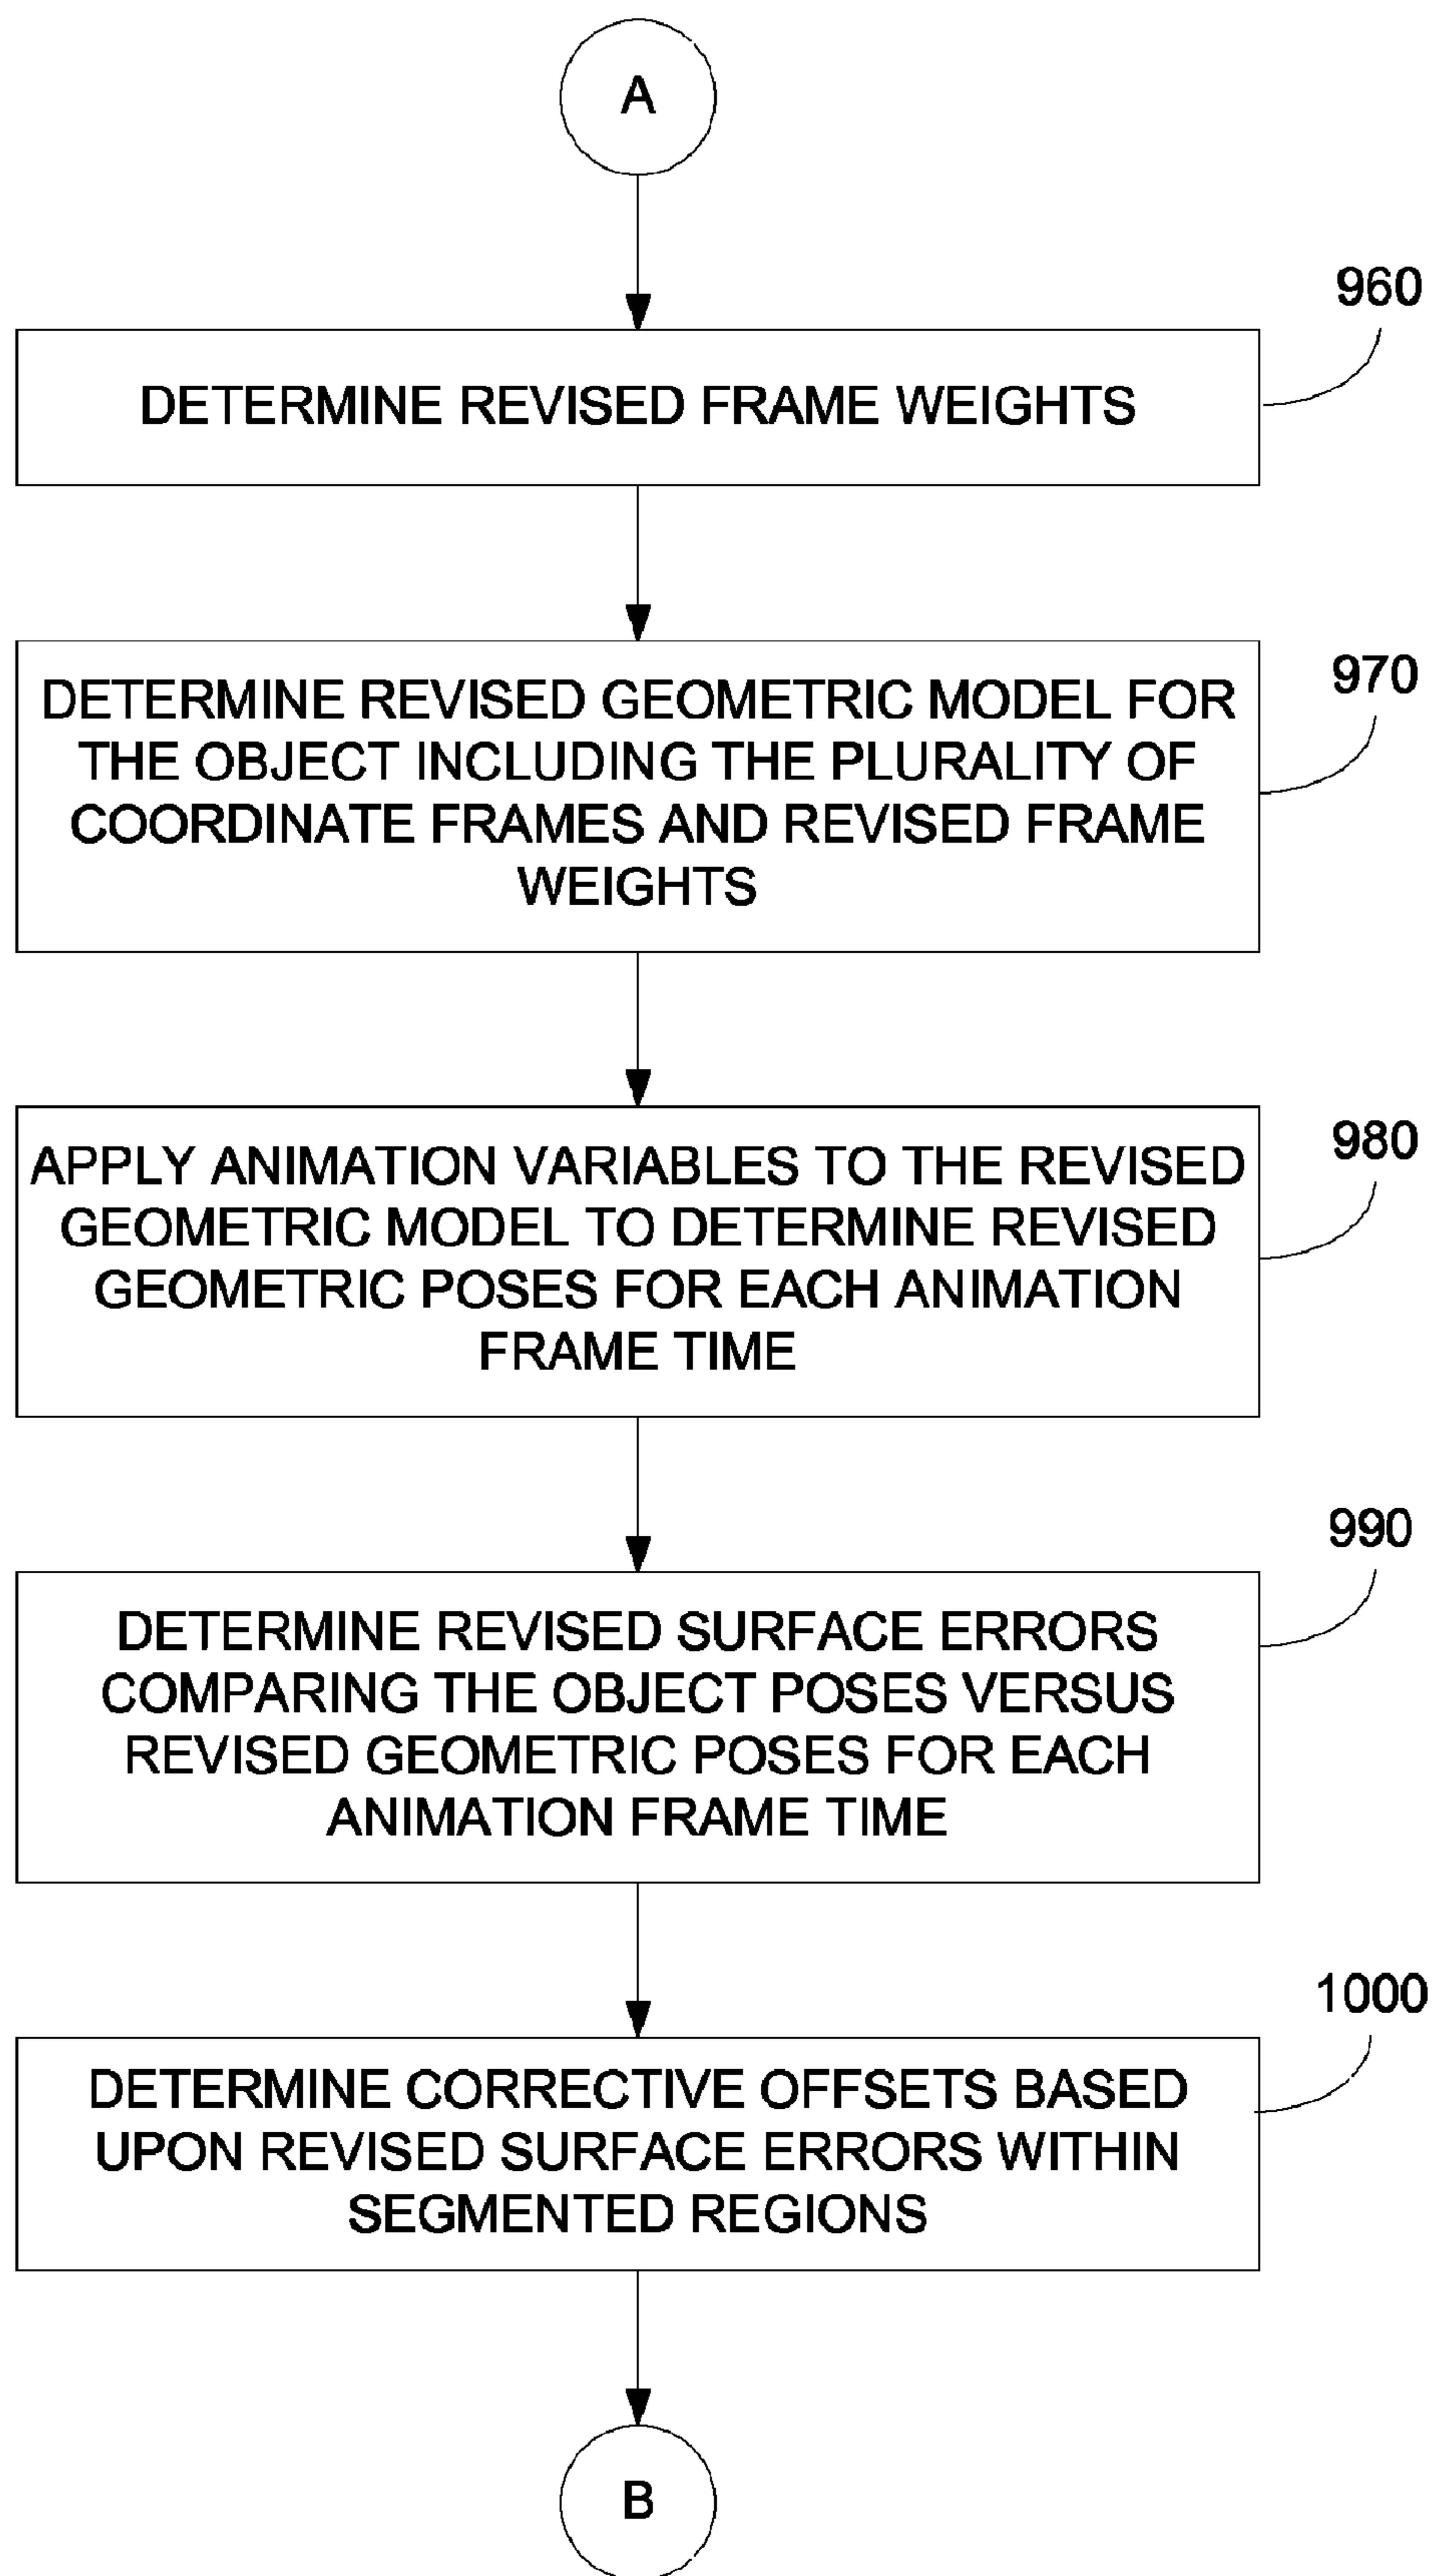 A
960
DETERMINE REVISED FRAME WEIGHTS
970
DETERMINE REVISED GEOMETRIC MODEL FOR
THE OBJECT INCLUDING THE PLURALITY OF
COORDINATE FRAMES AND REVISED FRAME
WEIGHTS
980
APPLY ANIMATION VARIABLES TO THE REVISED
GEOMETRIC MODEL TO DETERMINE REVISED
GEOMETRIC POSES FOR EACH ANIMATION
FRAME TIME
990
DETERMINE REVISED SURFACE ERRORS
COMPARING THE OBJECT POSES VERSUS
REVISED GEOMETRIC POSES FOR EACH
ANIMATION FRAME TIME
1000
DETERMINE CORRECTIVE OFFSETS BASED
UPON REVISED SURFACE ERRORS WITHIN
SEGMENTED REGIONS
B